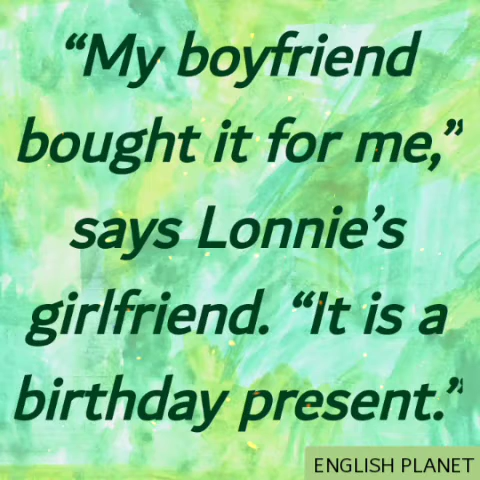 “My boyfriend
bought it for me,”
says Lonnie’s
girlfriend. “It is a
birthday present.”
ENGLISH PLANET